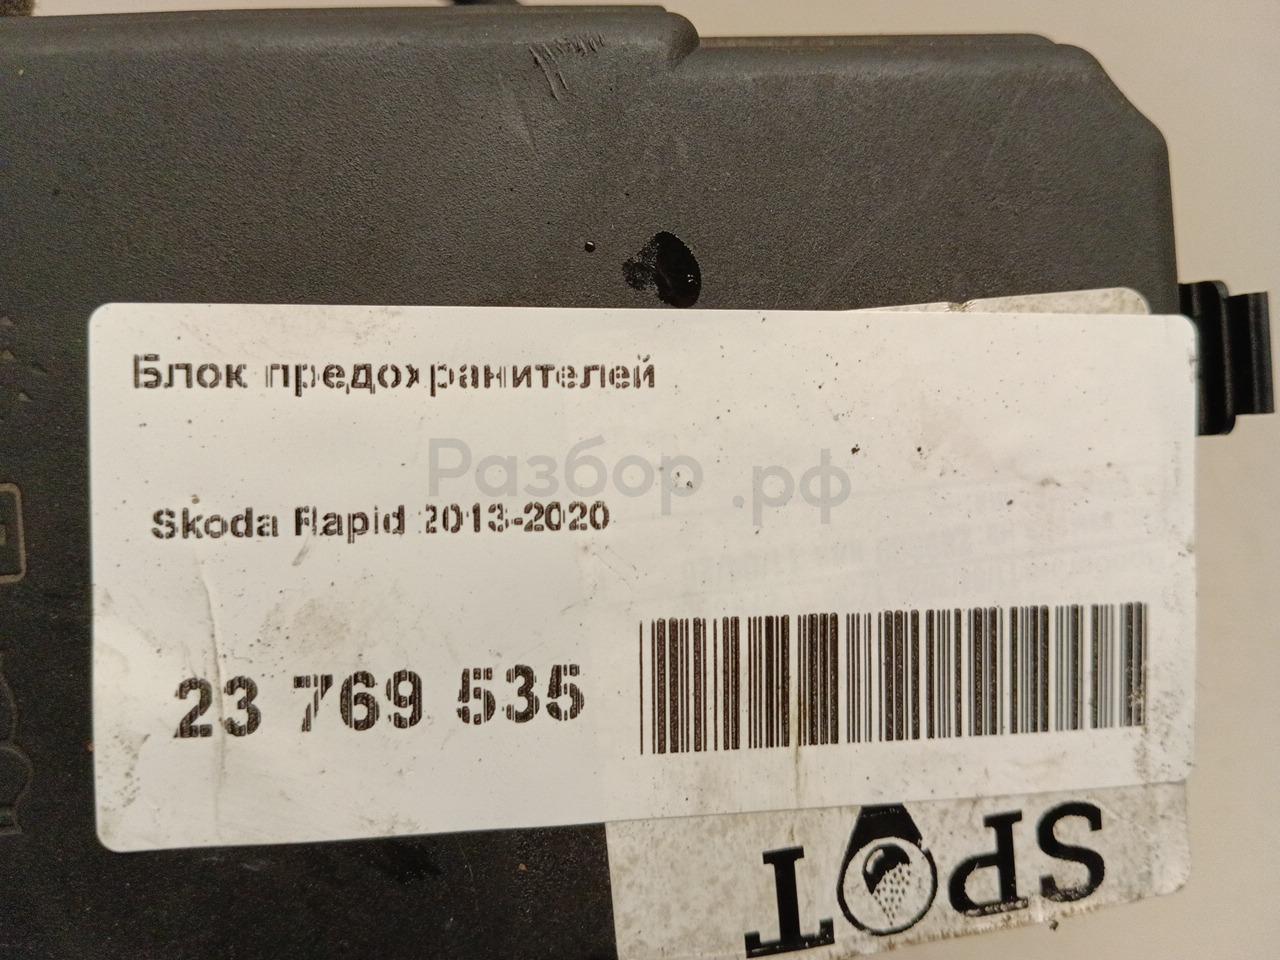 Блок предохранителей
Разбор.рф
Skoda Rapid 2013-2020
23 769 535
SPOT